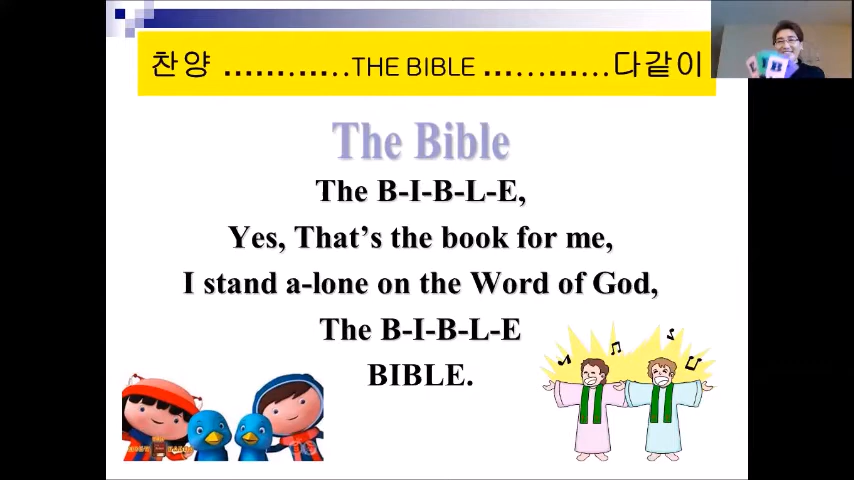 찬양 ..............THE BIBLE ..............다같이
The Bible
The B-I-B-L-E,
Yes, That's the book for me,
I stand a-lone on the Word of God,
The B-I-B-L-E
BIBLE.